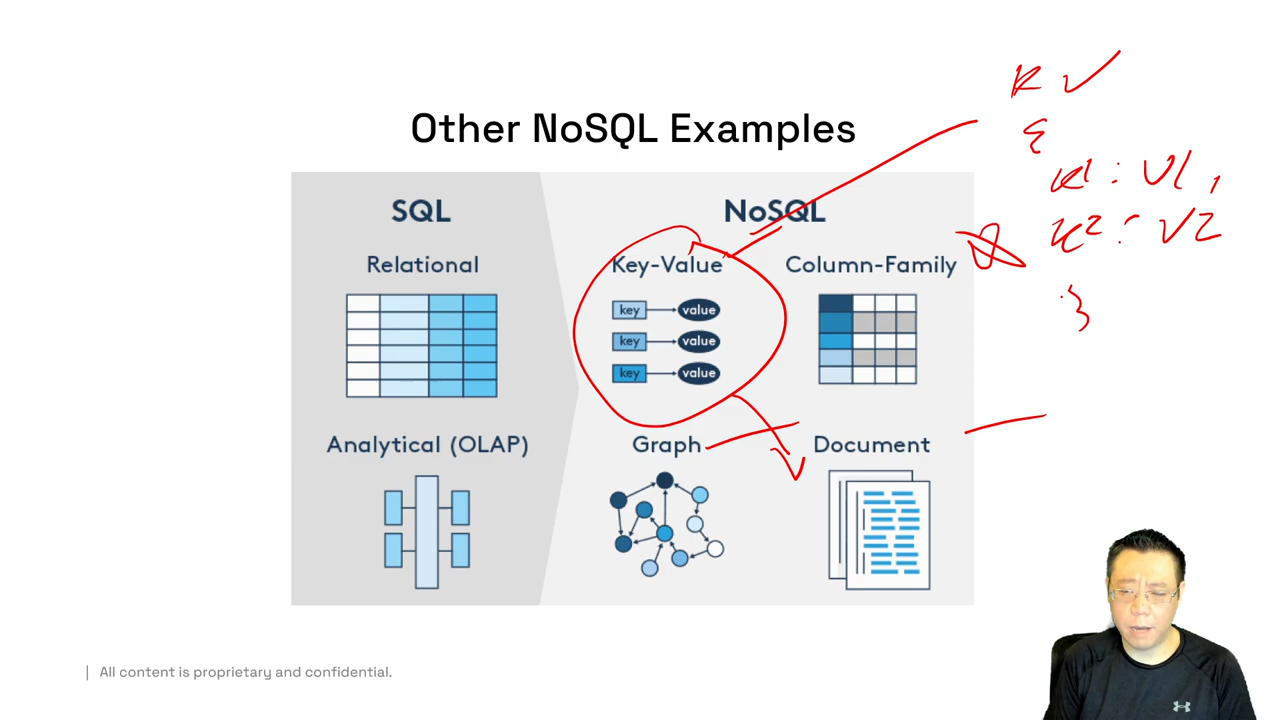 Other NoSQL Examples
SQL
NoSQL
Relational
Key-Value
Column-Family
key value
key value
key value
Analytical (OLAP)
Graph
Document
K V
{
K1 : V1 ,
K2 : V2
}
| All content is proprietary and confidential.